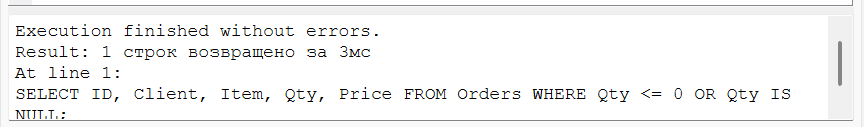 Execution finished without errors.
Result: 1 строк возвращено за 3мс
At line 1:
SELECT ID, Client, Item, Qty, Price FROM Orders WHERE Qty <= 0 OR Qty IS
NULL;